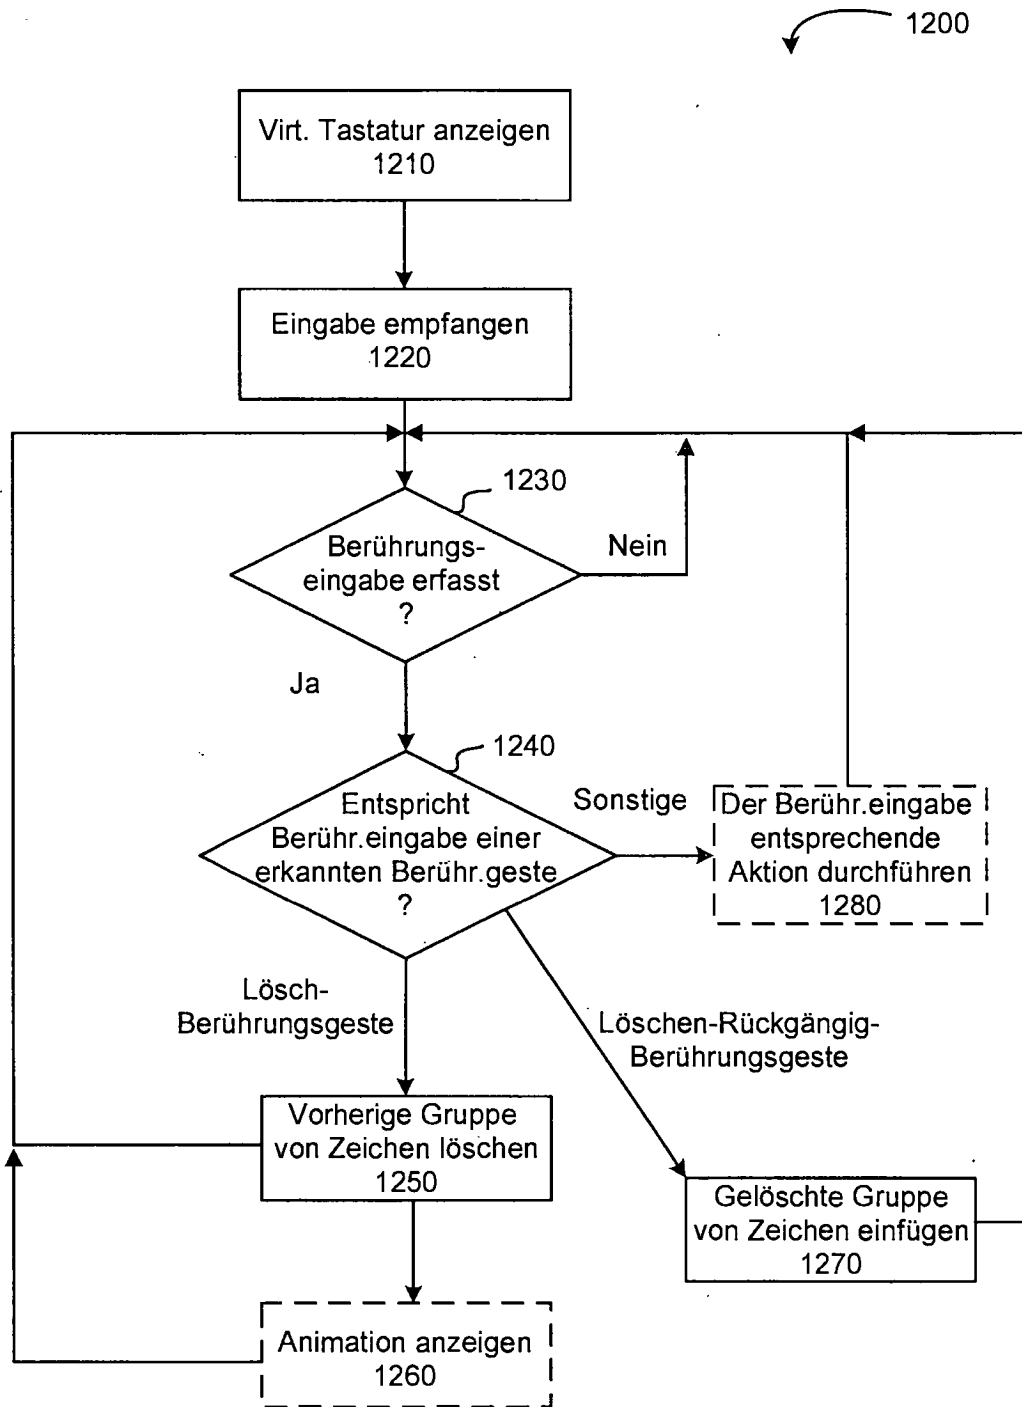 1200
Virt. Tastatur anzeigen
1210
Eingabe empfangen
1220
1230
Berührungs-
eingabe erfasst
?
Nein
Ja
1240
Entspricht
Berühr.eingabe einer
erkannten Berühr.geste
?
Sonstige
Der Berühr.eingabe
entsprechende
Aktion durchführen
1280
Lösch-
Berührungsgeste
Löschen-Rückgängig-
Berührungsgeste
Vorherige Gruppe
von Zeichen löschen
1250
Gelöschte Gruppe
von Zeichen einfügen
1270
Animation anzeigen
1260